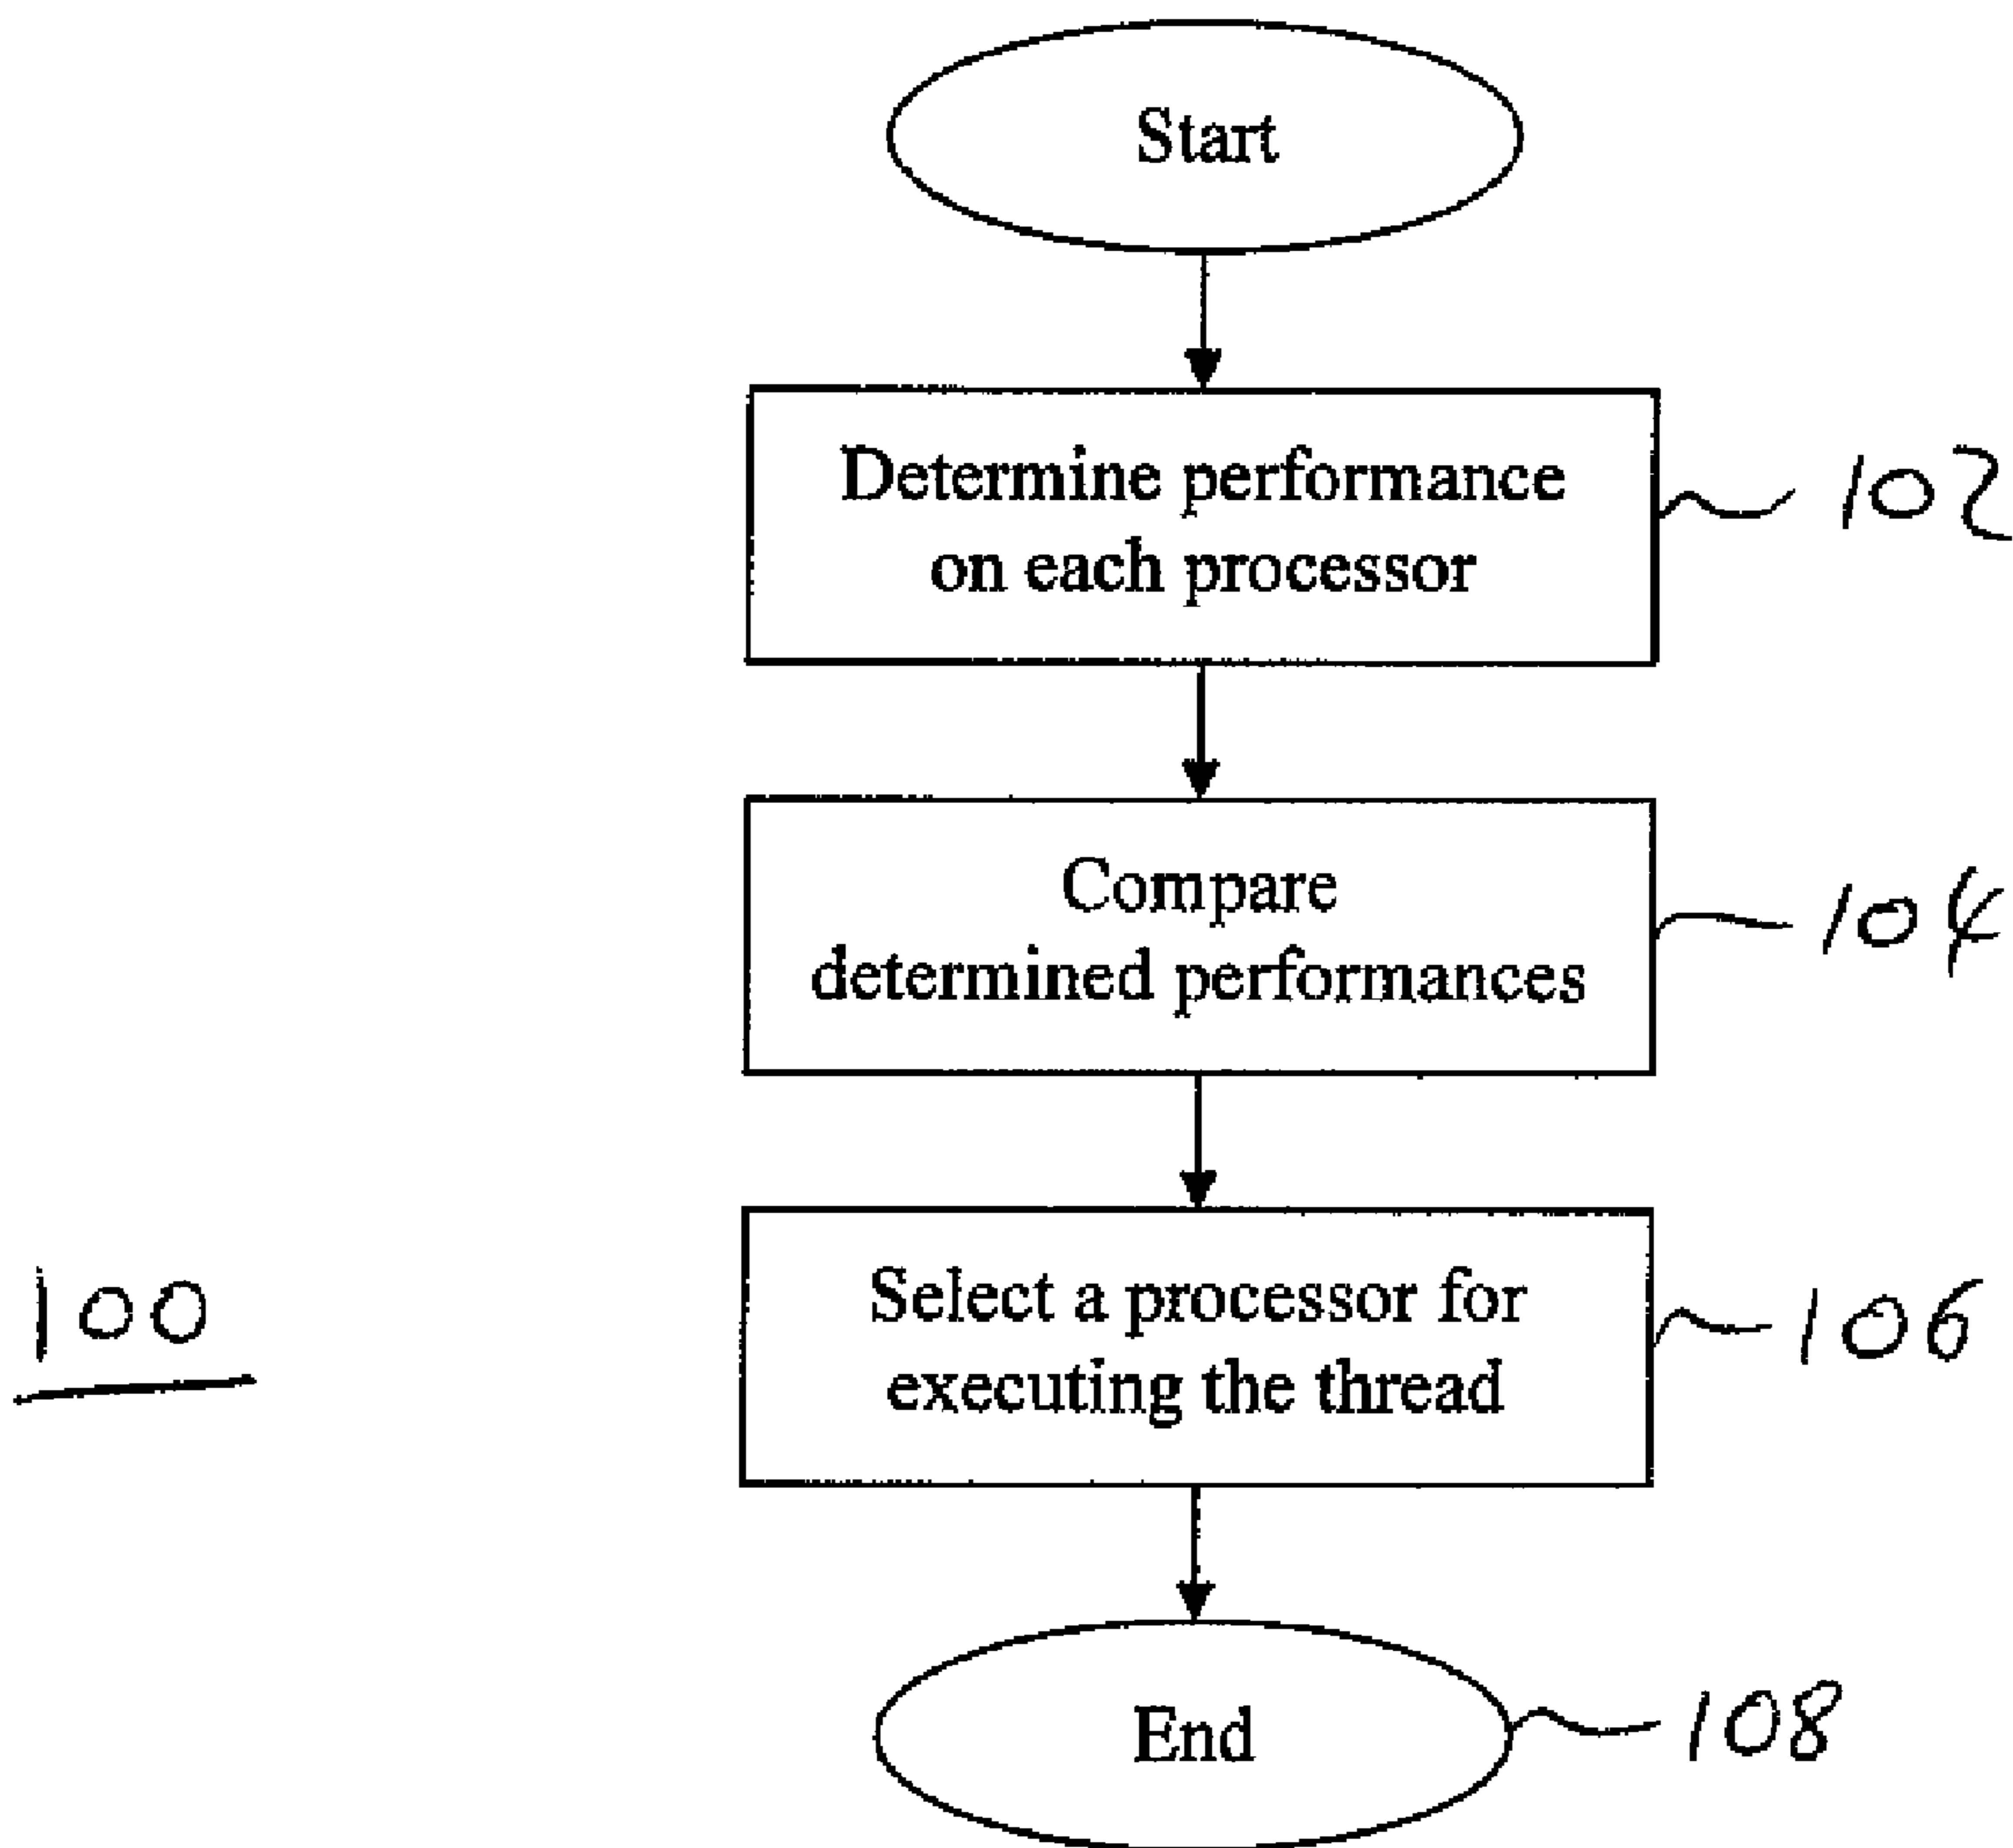 Start
Determine performance
on each processor
102
Compare
determined performances
104
Select a processor for
executing the thread
106
100
End
108